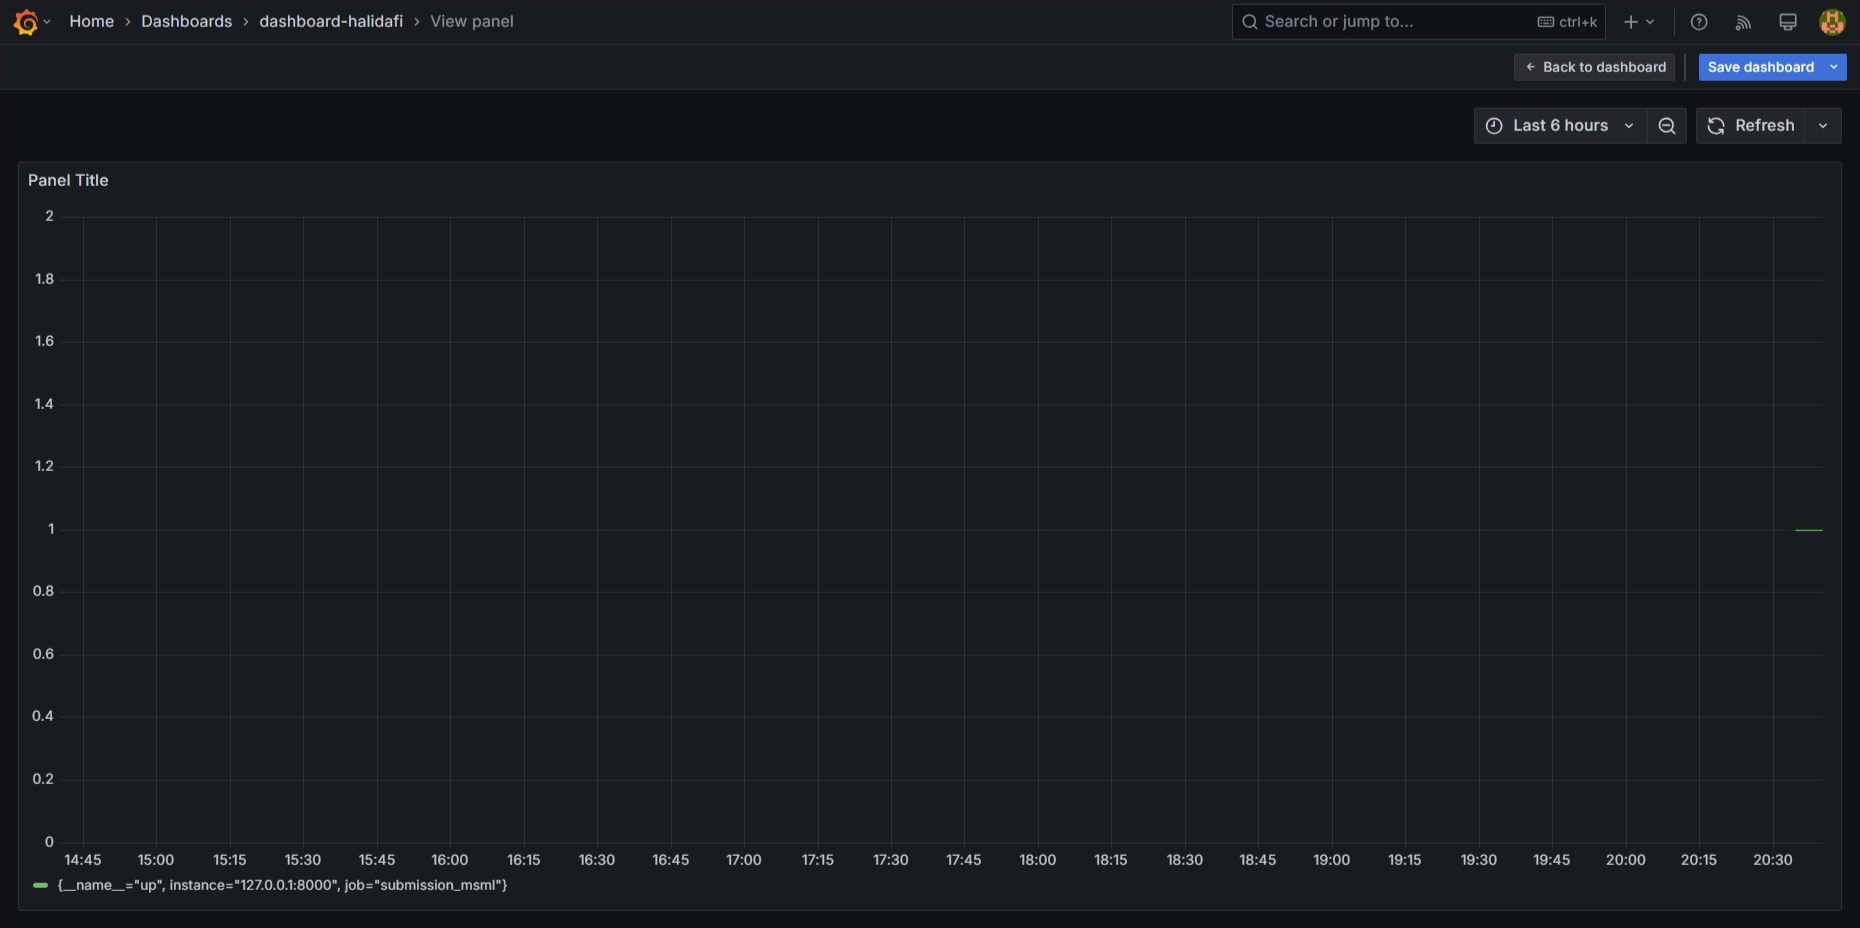 Home › Dashboards › dashboard-halidafi › View panel
Search or jump to... ctrl+k
Back to dashboard
Save dashboard
Last 6 hours
Refresh
Panel Title
2
1.8
1.6
1.4
1.2
1
0.8
0.6
0.4
0.2
0
14:45 15:00 15:15 15:30 15:45 16:00 16:15 16:30 16:45 17:00 17:15 17:30 17:45 18:00 18:15 18:30 18:45 19:00 19:15 19:30 19:45 20:00 20:15 20:30
{__name__="up", instance="127.0.0.1:8000", job="submission_msml"}